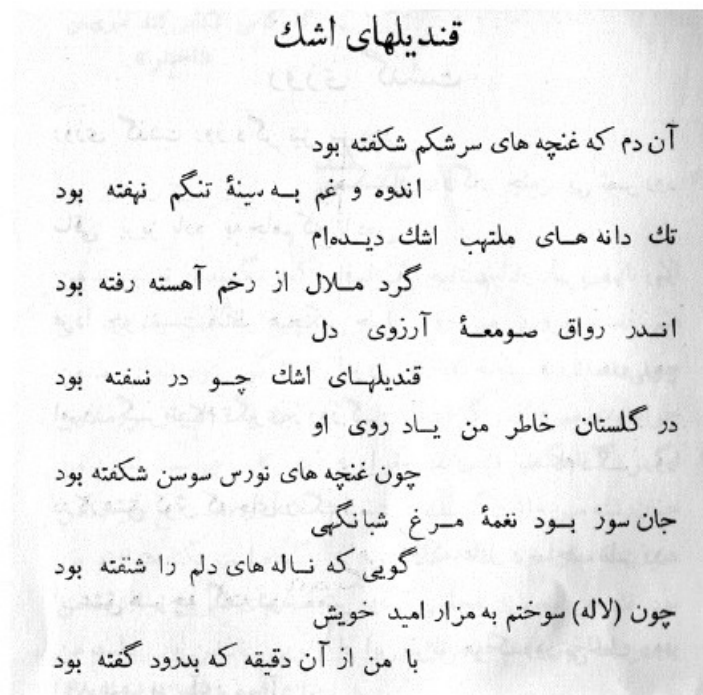 قندیلهای اشك
آن دم که غنچه های سرشکم شکفته بود
اندوه و غم به سینهٔ تنگم نهفته بود
تك دانه های ملتهب اشك دیده‌ام
گرد ملال از رخم آهسته رفته بود
اندر رواق صومعهٔ آرزوی دل
قندیلهای اشك چو در نسفته بود
در گلستان خاطر من یاد روی او
چون غنچه های نورس سوسن شکفته بود
جان سوز بود نغمهٔ مرغ شبانگهی
گویی که ناله های دلم را شنفته بود
چون (لاله) سوختم به مزار امید خویش
با من از آن دقیقه که بدرود گفته بود